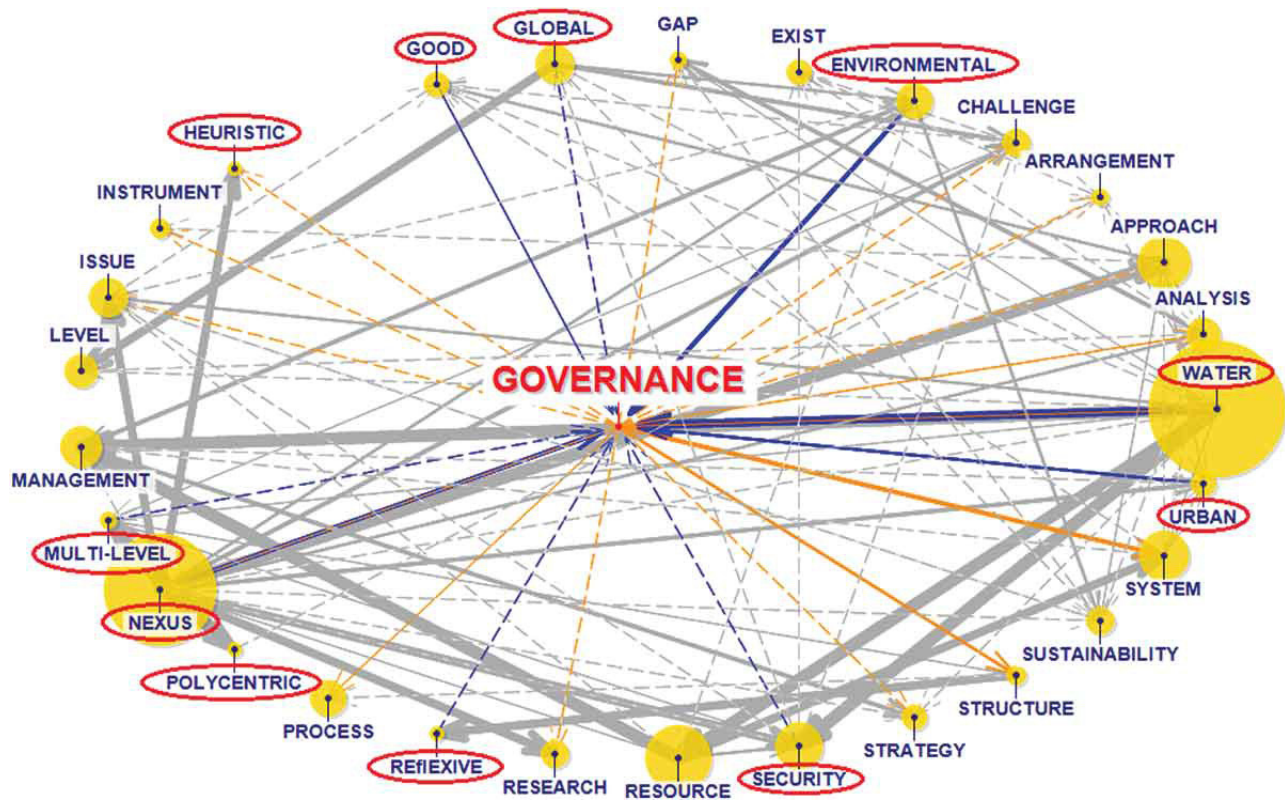 GLOBAL
GAP
EXIST
GOOD
ENVIRONMENTAL
CHALLENGE
HEURISTIC
ARRANGEMENT
INSTRUMENT
APPROACH
ISSUE
ANALYSIS
LEVEL
WATER
GOVERNANCE
MANAGEMENT
URBAN
MULTI-LEVEL
SYSTEM
NEXUS
SUSTAINABILITY
POLYCENTRIC
STRUCTURE
PROCESS
STRATEGY
REflEXIVE
RESEARCH
RESOURCE
SECURITY